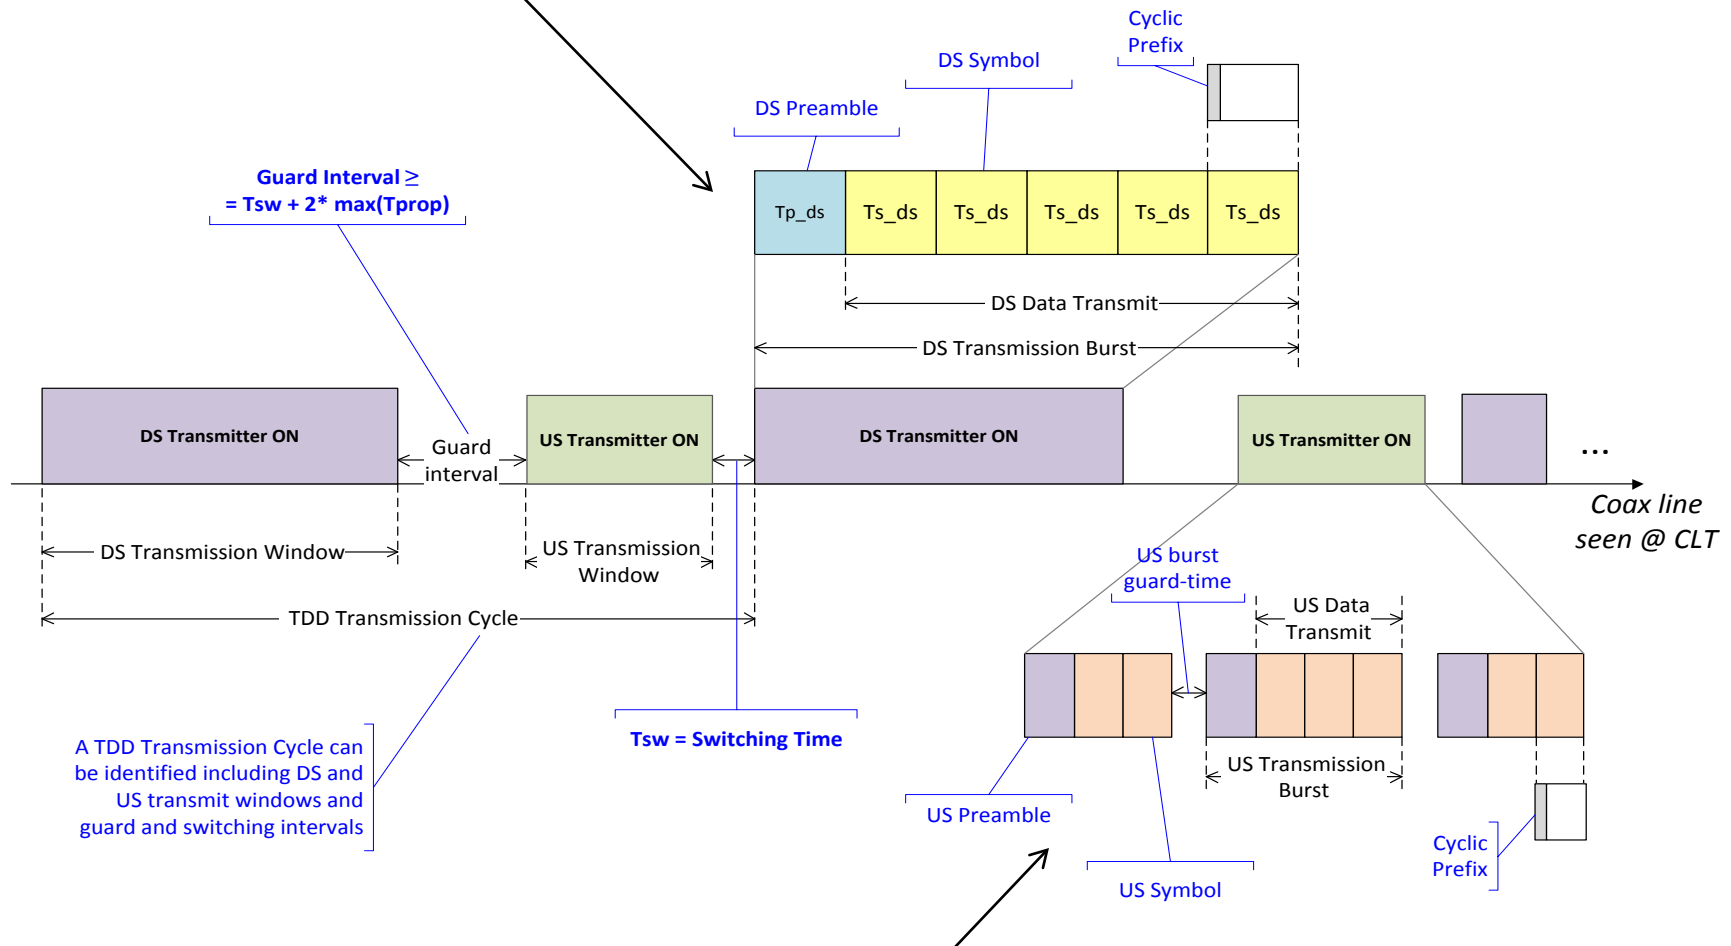 Cyclic
Prefix
DS Symbol
DS Preamble
Guard Interval ≥
= Tsw + 2* max(Tprop)
Tp_ds
Ts_ds
Ts_ds
Ts_ds
Ts_ds
Ts_ds
DS Data Transmit
DS Transmission Burst
DS Transmitter ON
Guard
interval
US Transmitter ON
DS Transmitter ON
US Transmitter ON
...
Coax line
seen @ CLT
DS Transmission Window
US Transmission
Window
US burst
guard-time
TDD Transmission Cycle
US Data
Transmit
Tsw = Switching Time
A TDD Transmission Cycle can
be identified including DS and
US transmit windows and
guard and switching intervals
US Transmission
Burst
US Preamble
US Symbol
Cyclic
Prefix